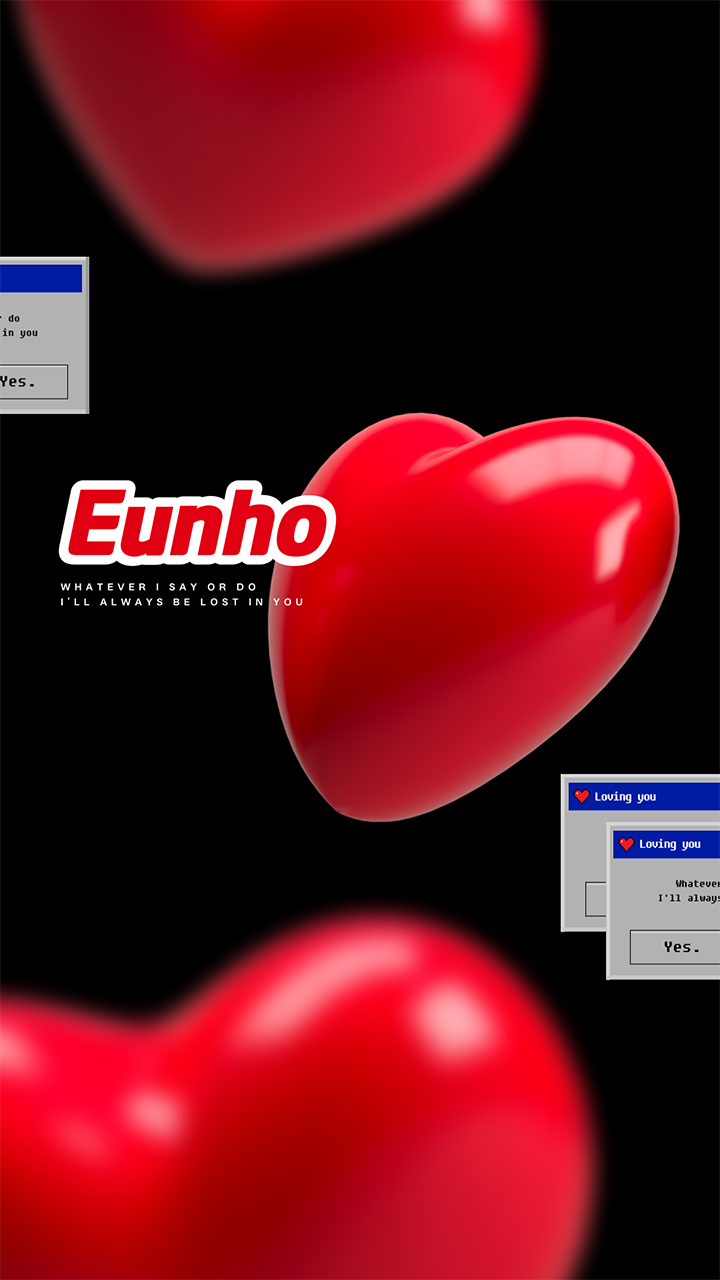 r do
in you
Yes.
Eunho
WHATEVER I SAY OR DO
I'LL ALWAYS BE LOST IN YOU
Loving you
Loving you
Whatever
I'll always
Yes.